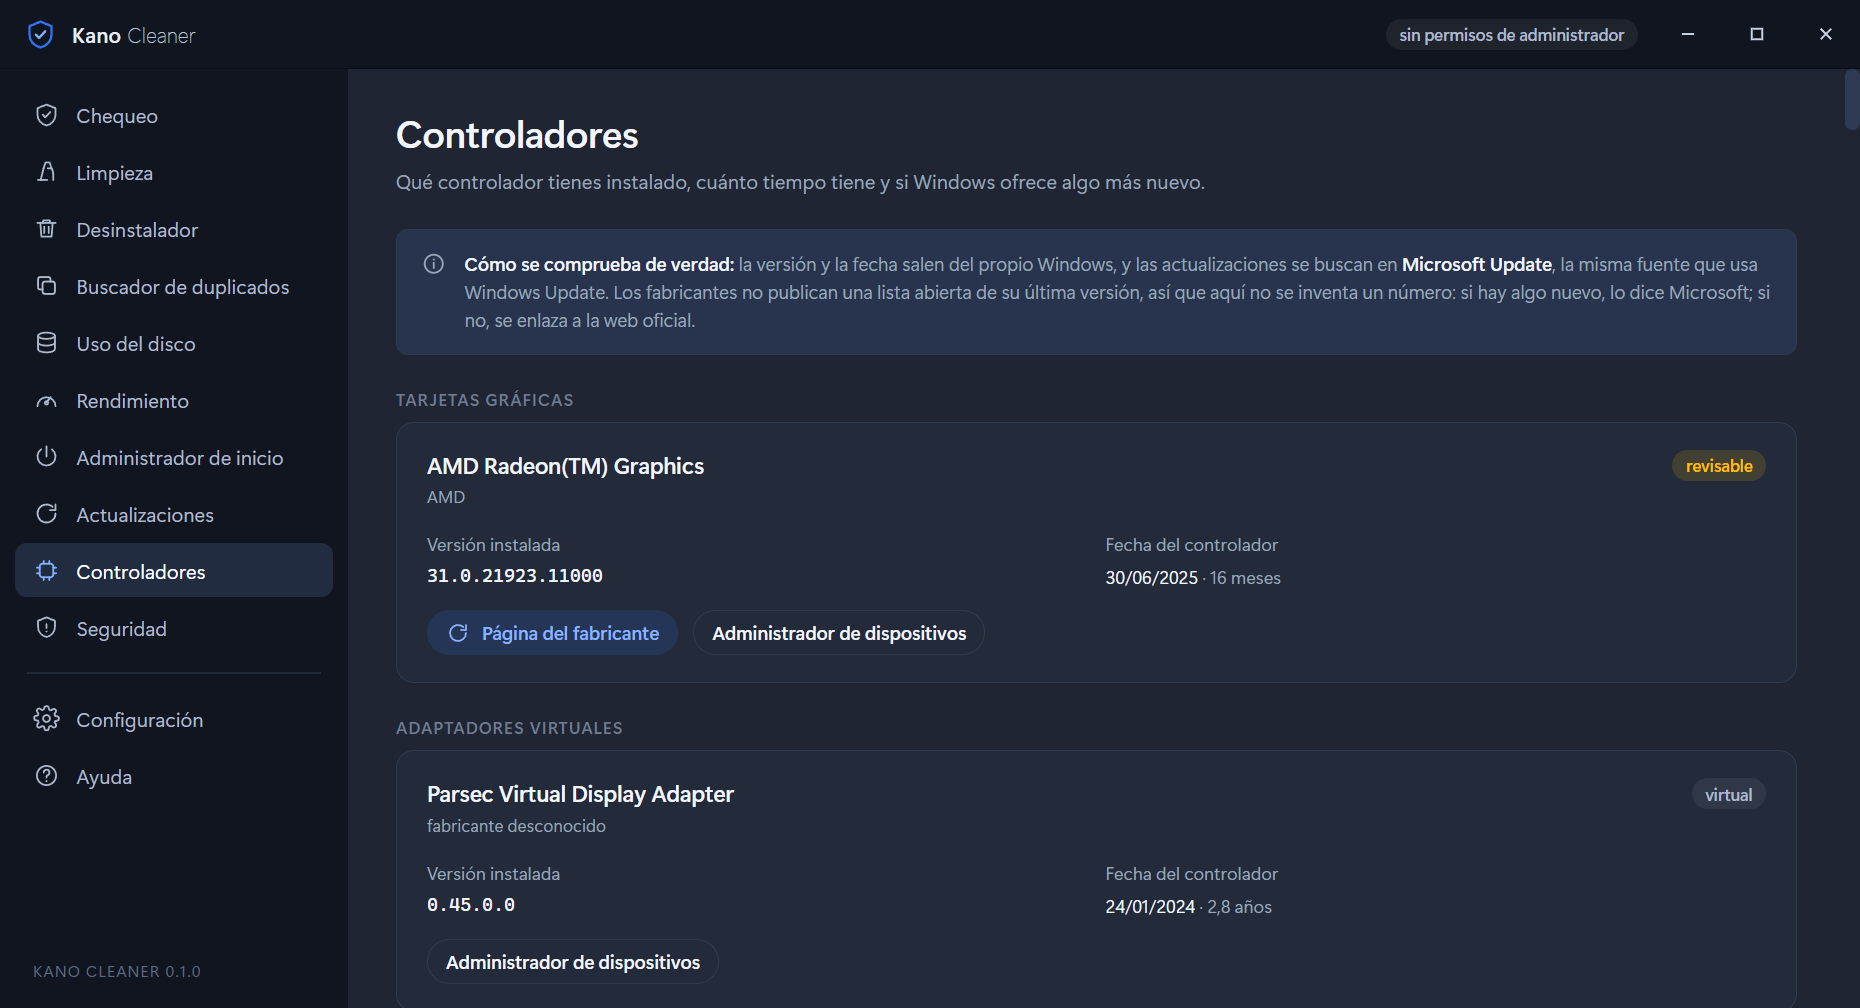 Kano Cleaner
sin permisos de administrador
Chequeo
Limpieza
Desinstalador
Buscador de duplicados
Uso del disco
Rendimiento
Administrador de inicio
Actualizaciones
Controladores
Seguridad
Configuración
Ayuda
KANO CLEANER 0.1.0
Controladores
Qué controlador tienes instalado, cuánto tiempo tiene y si Windows ofrece algo más nuevo.
Cómo se comprueba de verdad: la versión y la fecha salen del propio Windows, y las actualizaciones se buscan en Microsoft Update, la misma fuente que usa
Windows Update. Los fabricantes no publican una lista abierta de su última versión, así que aquí no se inventa un número: si hay algo nuevo, lo dice Microsoft; si
no, se enlaza a la web oficial.
TARJETAS GRÁFICAS
AMD Radeon(TM) Graphics
revisable
AMD
Versión instalada
31.0.21923.11000
Fecha del controlador
30/06/2025 · 16 meses
Página del fabricante
Administrador de dispositivos
ADAPTADORES VIRTUALES
Parsec Virtual Display Adapter
virtual
fabricante desconocido
Versión instalada
0.45.0.0
Fecha del controlador
24/01/2024 · 2,8 años
Administrador de dispositivos